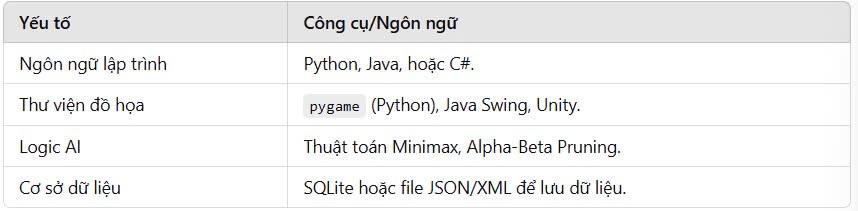 Yếu tố Công cụ/Ngôn ngữ
Ngôn ngữ lập trình Python, Java, hoặc C#.
Thư viện đồ họa pygame (Python), Java Swing, Unity.
Logic AI Thuật toán Minimax, Alpha-Beta Pruning.
Cơ sở dữ liệu SQLite hoặc file JSON/XML để lưu dữ liệu.